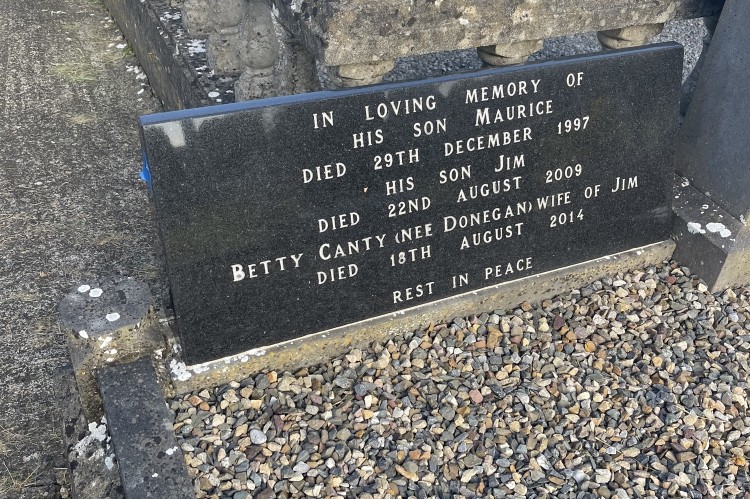 IN LOVING MEMORY OF
HIS SON MAURICE
DIED 29TH DECEMBER 1997
HIS SON JIM
DIED 22ND AUGUST 2009
BETTY CANTY (NEE DONEGAN) WIFE OF JIM
DIED 18TH AUGUST 2014
REST IN PEACE